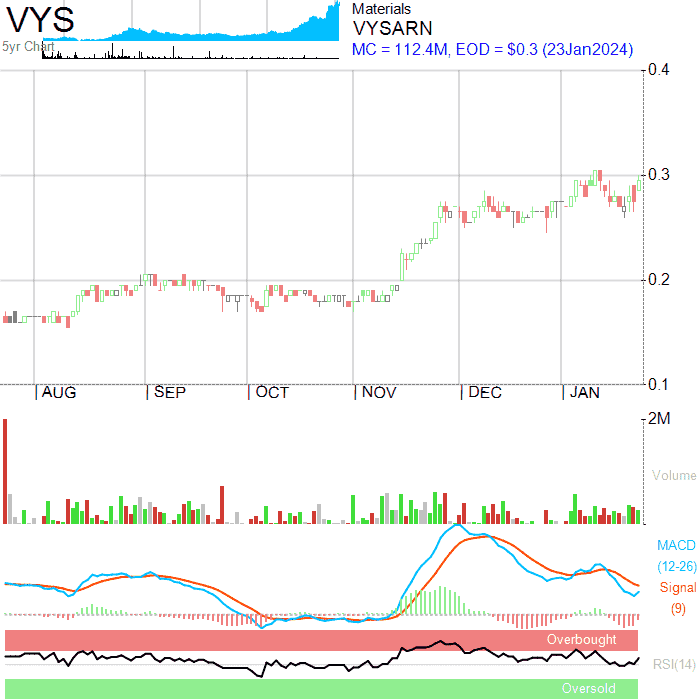 VYS
5yr Chart
Materials
VYSARN
MC = 112.4M, EOD = $0.3 (23Jan2024)
0.4
0.3
0.2
0.1
AUG SEP OCT NOV DEC JAN
2M
Volume
MACD
(12-26)
Signal
(9)
Overbought
RSI(14)
Oversold